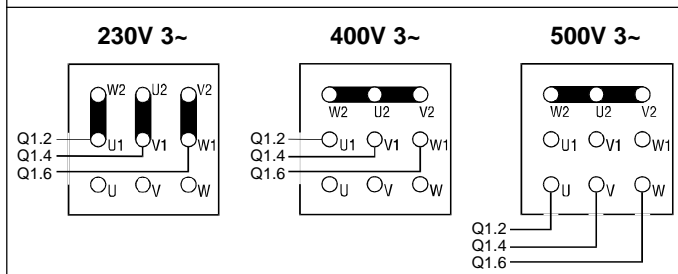 230V 3~
W2 U2 V2
Q1.2 U1 V1 W1
Q1.4
Q1.6
U V W
400V 3~
W2 U2 V2
Q1.2 U1 V1 W1
Q1.4
Q1.6
U V W
500V 3~
W2 U2 V2
U1 V1 W1
U V W
Q1.2
Q1.4
Q1.6